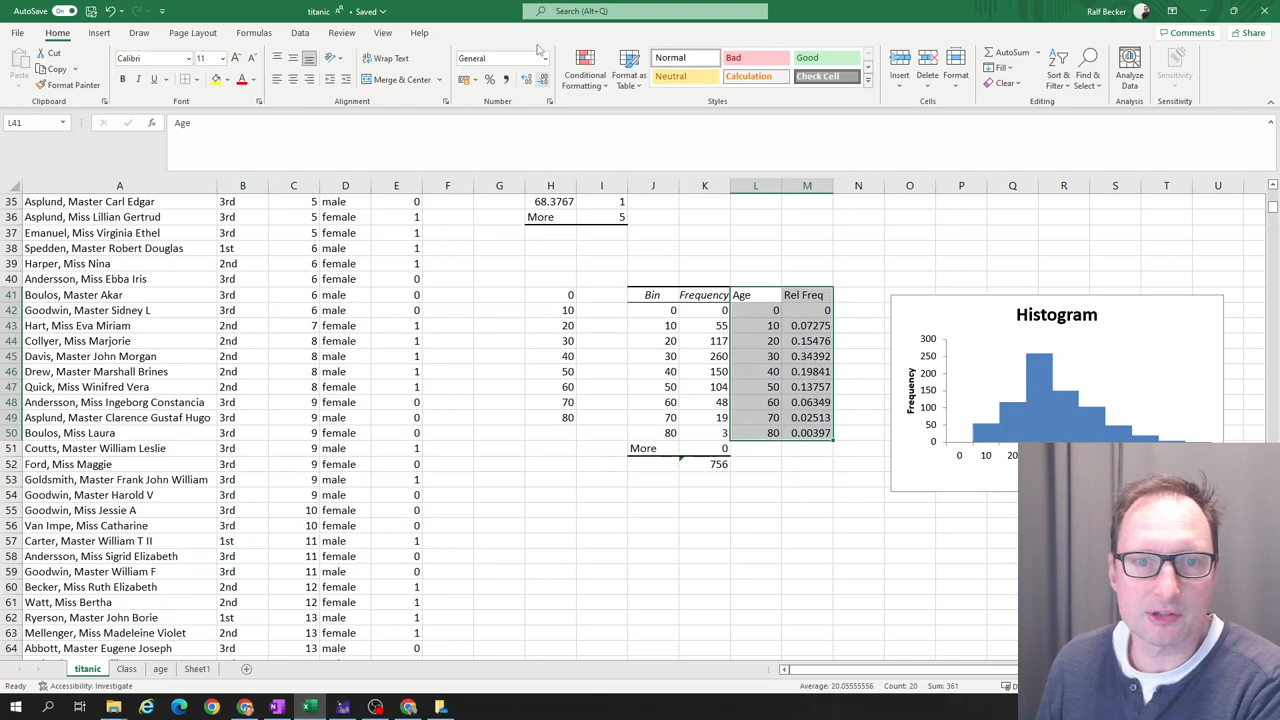 AutoSave On titanic Saved Search (Alt+Q) Ralf Becker
File Home Insert Draw Page Layout Formulas Data Review View Help Comments Share
Paste Cut Copy Format Painter Clipboard
Calibri 11 B I U Font
Wrap Text Merge & Center Alignment
General % Number
Conditional Formatting Format as Table Normal Bad Good Neutral Calculation Check Cell Styles
Insert Delete Format Cells
AutoSum Fill Clear Sort & Filter Find & Select Editing
Analyze Data Analysis
Sensitivity Sensitivity
L41 fx Age
A B C D E F G H I J K L M N O P Q R S T U
35 Asplund, Master Carl Edgar 3rd 5 male 0 68.3767 1
36 Asplund, Miss Lillian Gertrud 3rd 5 female 1 More 5
37 Emanuel, Miss Virginia Ethel 3rd 5 female 1
38 Spedden, Master Robert Douglas 1st 6 male 1
39 Harper, Miss Nina 2nd 6 female 1
40 Andersson, Miss Ebba Iris 3rd 6 female 0
41 Boulos, Master Akar 3rd 6 male 0 0 Bin Frequency Age Rel Freq
42 Goodwin, Master Sidney L 3rd 6 male 0 10 0 0 0 0
43 Hart, Miss Eva Miriam 2nd 7 female 1 20 10 55 10 0.07275
44 Collyer, Miss Marjorie 2nd 8 female 1 30 20 117 20 0.15476
45 Davis, Master John Morgan 2nd 8 male 1 40 30 260 30 0.34392
46 Drew, Master Marshall Brines 2nd 8 male 1 50 40 150 40 0.19841
47 Quick, Miss Winifred Vera 2nd 8 female 1 60 50 104 50 0.13757
48 Andersson, Miss Ingeborg Constancia 3rd 9 female 0 70 60 48 60 0.06349
49 Asplund, Master Clarence Gustaf Hugo 3rd 9 male 0 80 70 19 70 0.02513
50 Boulos, Miss Laura 3rd 9 female 0 80 3 80 0.00397
51 Coutts, Master William Leslie 3rd 9 male 1 More 0
52 Ford, Miss Maggie 3rd 9 female 0 756
53 Goldsmith, Master Frank John William 3rd 9 male 1
54 Goodwin, Master Harold V 3rd 9 male 0
55 Goodwin, Miss Jessie A 3rd 10 female 0
56 Van Impe, Miss Catharine 3rd 10 female 0
57 Carter, Master William T II 1st 11 male 1
58 Andersson, Miss Sigrid Elizabeth 3rd 11 female 0
59 Goodwin, Master William F 3rd 11 male 0
60 Becker, Miss Ruth Elizabeth 2nd 12 female 1
61 Watt, Miss Bertha 2nd 12 female 1
62 Ryerson, Master John Borie 1st 13 male 1
63 Mellenger, Miss Madeleine Violet 2nd 13 female 1
64 Abbott, Master Eugene Joseph 3rd 13 male 0
Histogram
Frequency
300
250
200
150
100
50
0
0 10 20
titanic Class age Sheet1
Ready Accessibility: Investigate Average: 20.05555556 Count: 20 Sum: 361